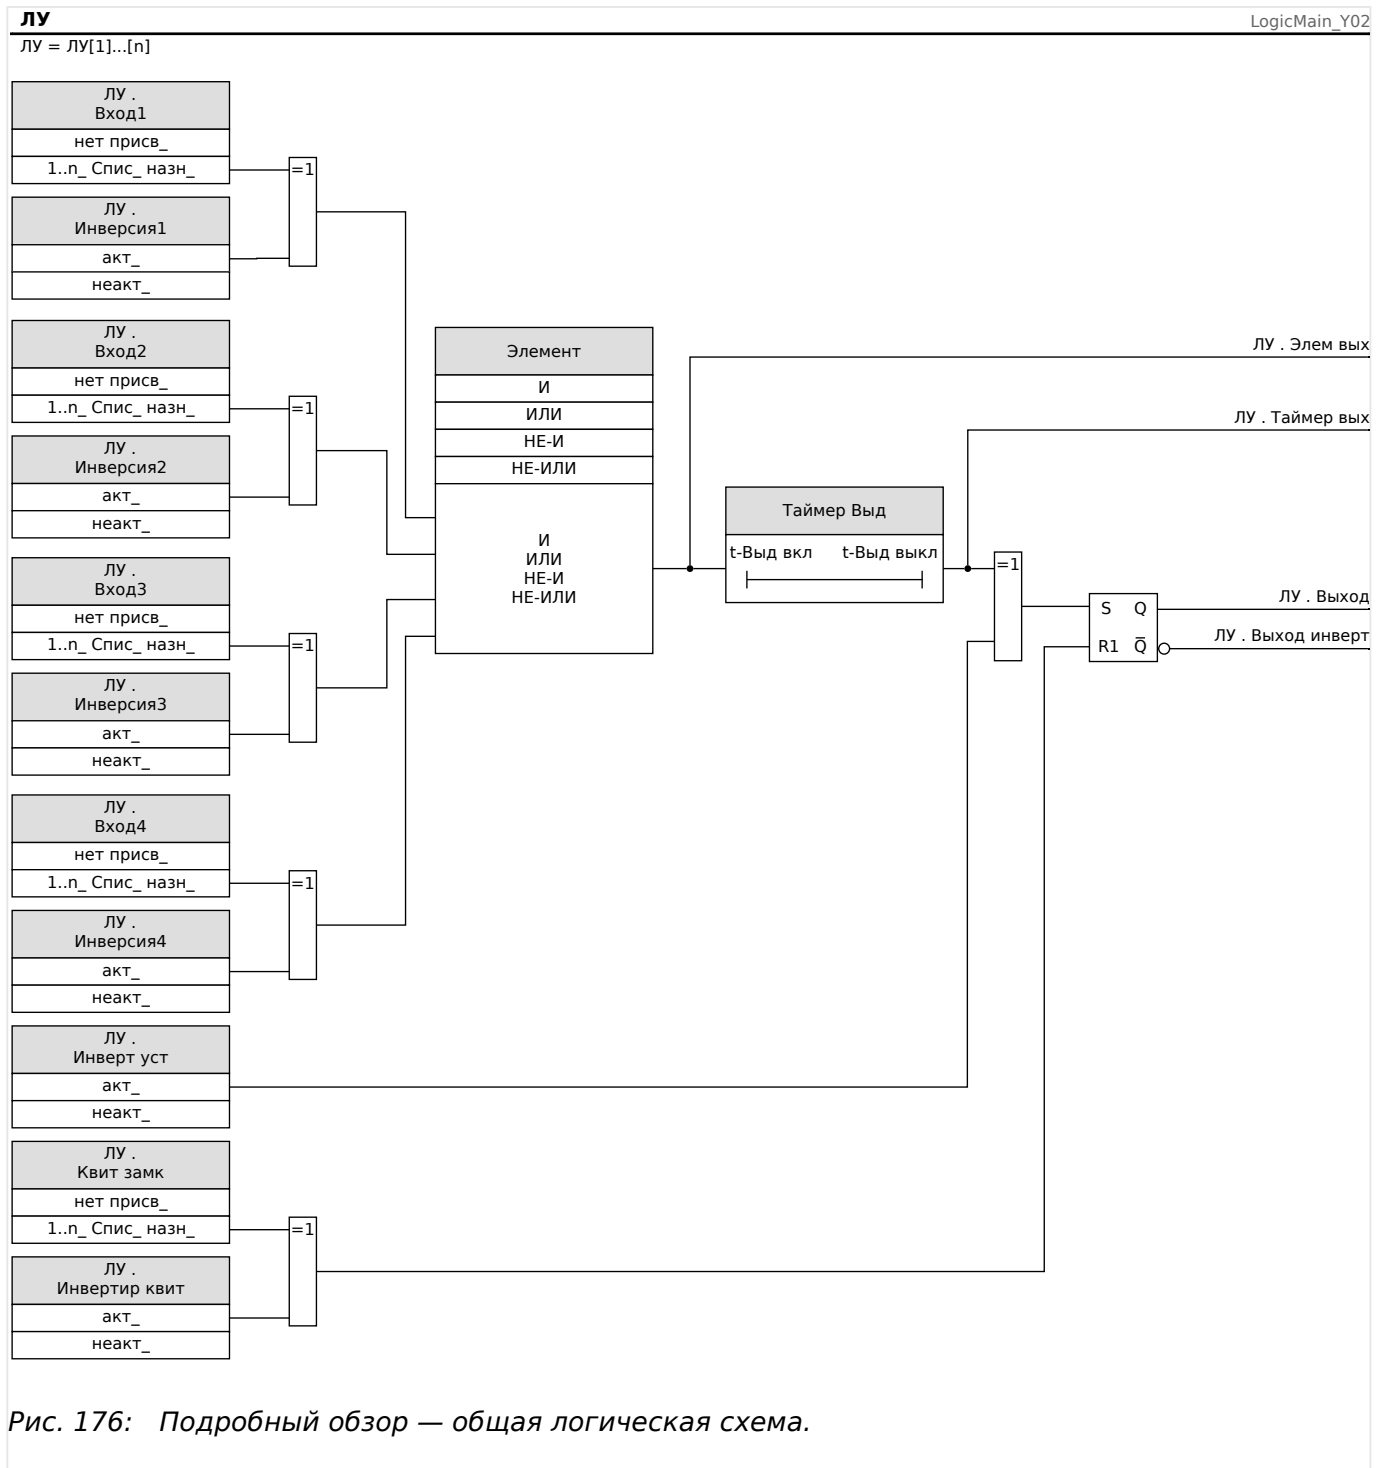 ЛУ
LogicMain_Y02
ЛУ = ЛУ[1]...[n]
ЛУ .
Вход1
нет присв_
1..n_ Спис_ назн_
=1
ЛУ .
Инверсия1
акт_
неакт_
ЛУ .
Вход2
нет присв_
1..n_ Спис_ назн_
=1
ЛУ .
Инверсия2
акт_
неакт_
ЛУ .
Вход3
нет присв_
1..n_ Спис_ назн_
=1
ЛУ .
Инверсия3
акт_
неакт_
ЛУ .
Вход4
нет присв_
1..n_ Спис_ назн_
=1
ЛУ .
Инверсия4
акт_
неакт_
ЛУ .
Инверт уст
акт_
неакт_
ЛУ .
Квит замк
нет присв_
1..n_ Спис_ назн_
=1
ЛУ .
Инвертир квит
акт_
неакт_
Элемент
И
ИЛИ
НЕ-И
НЕ-ИЛИ
И
ИЛИ
НЕ-И
НЕ-ИЛИ
ЛУ . Элем вых
ЛУ . Таймер вых
Таймер Выд
t-Выд вкл t-Выд выкл
=1
S Q
R1 Q̅
ЛУ . Выход
ЛУ . Выход инверт
Рис. 176: Подробный обзор — общая логическая схема.